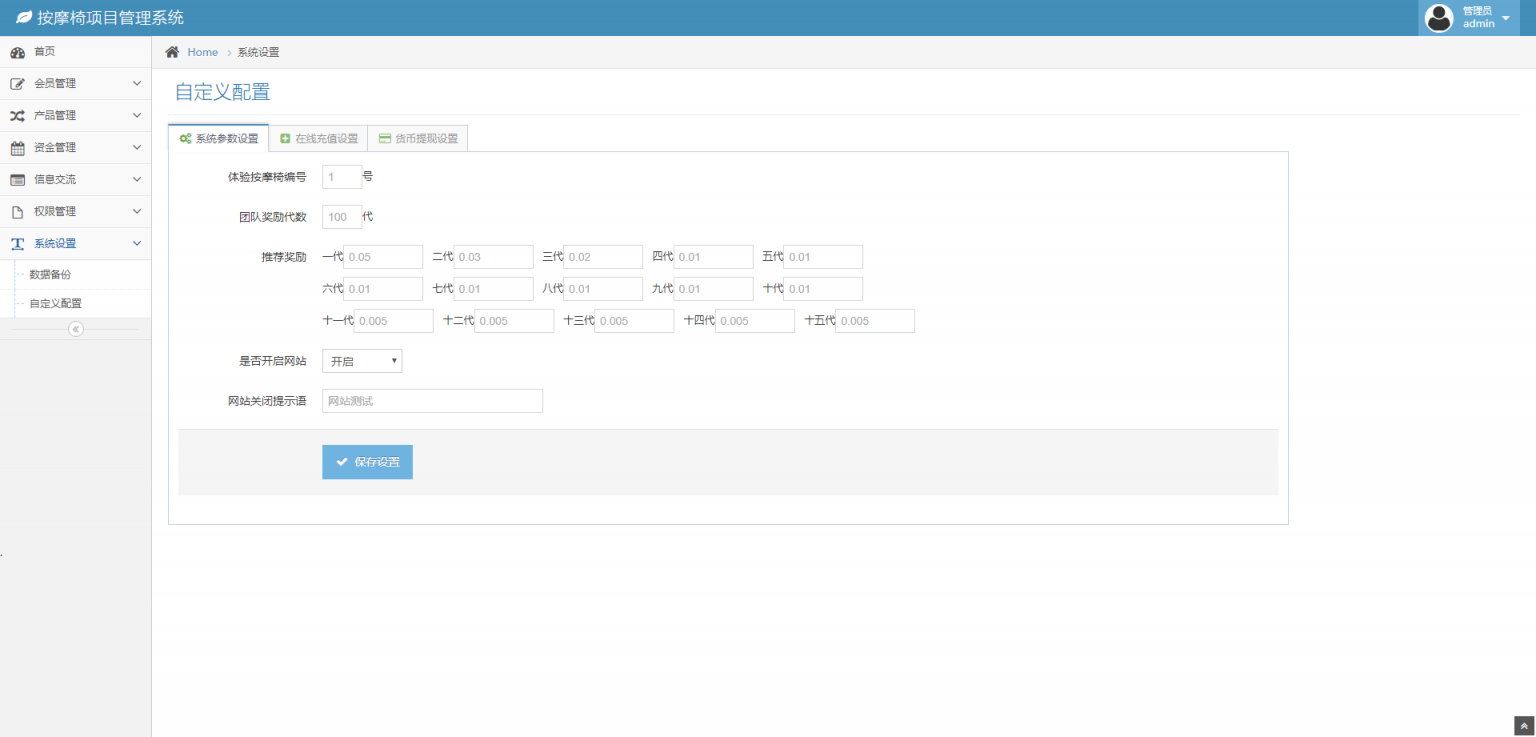 按摩椅项目管理系统
管理员
admin
首页
会员管理
产品管理
资金管理
信息交流
权限管理
系统设置
数据备份
自定义配置
Home
系统设置
自定义配置
系统参数设置
在线充值设置
货币提现设置
体验按摩椅编号 1 号
团队奖励代数 100 代
推荐奖励 一代 0.05 二代 0.03 三代 0.02 四代 0.01 五代 0.01
六代 0.01 七代 0.01 八代 0.01 九代 0.01 十代 0.01
十一代 0.005 十二代 0.005 十三代 0.005 十四代 0.005 十五代 0.005
是否开启网站 开启
网站关闭提示语 网站测试
保存设置